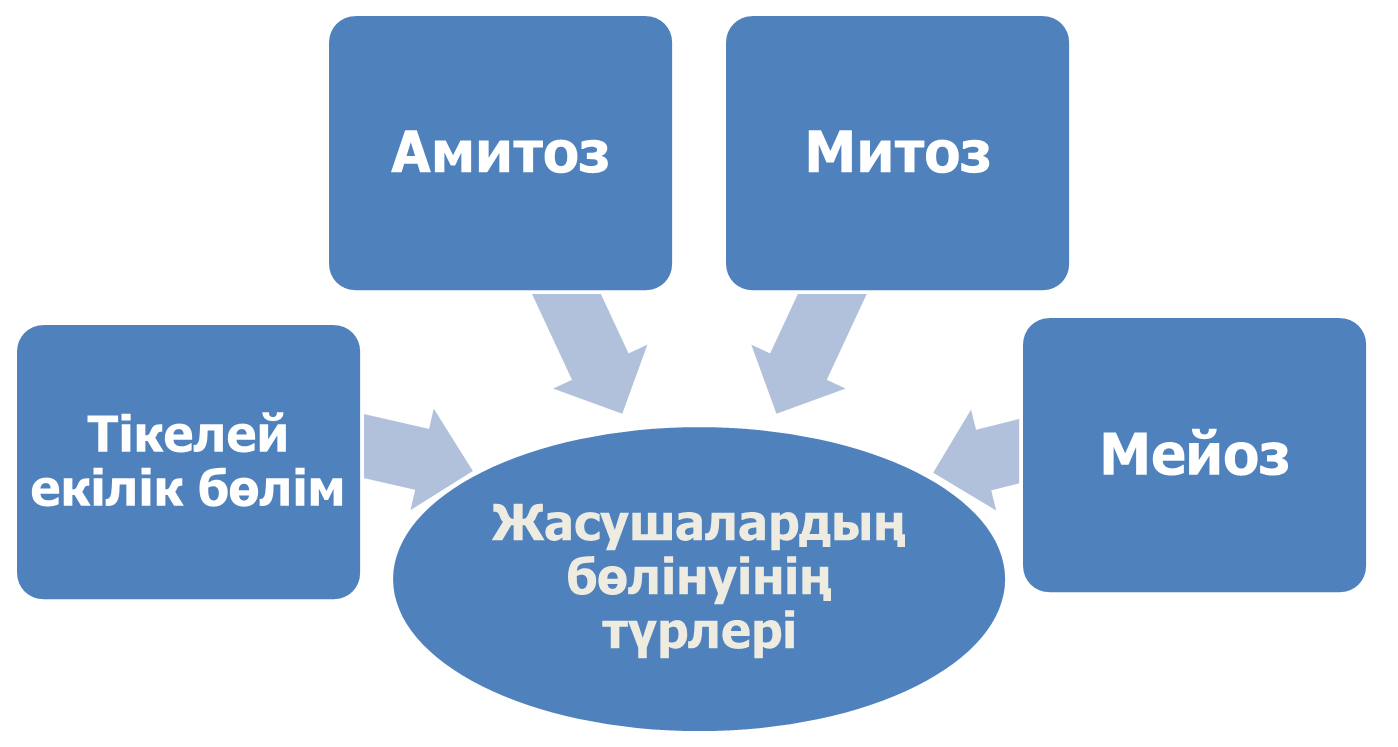 Амитоз
Митоз
Тікелей
екілік бөлім
Мейоз
Жасушалардың
бөлінуінің
түрлері